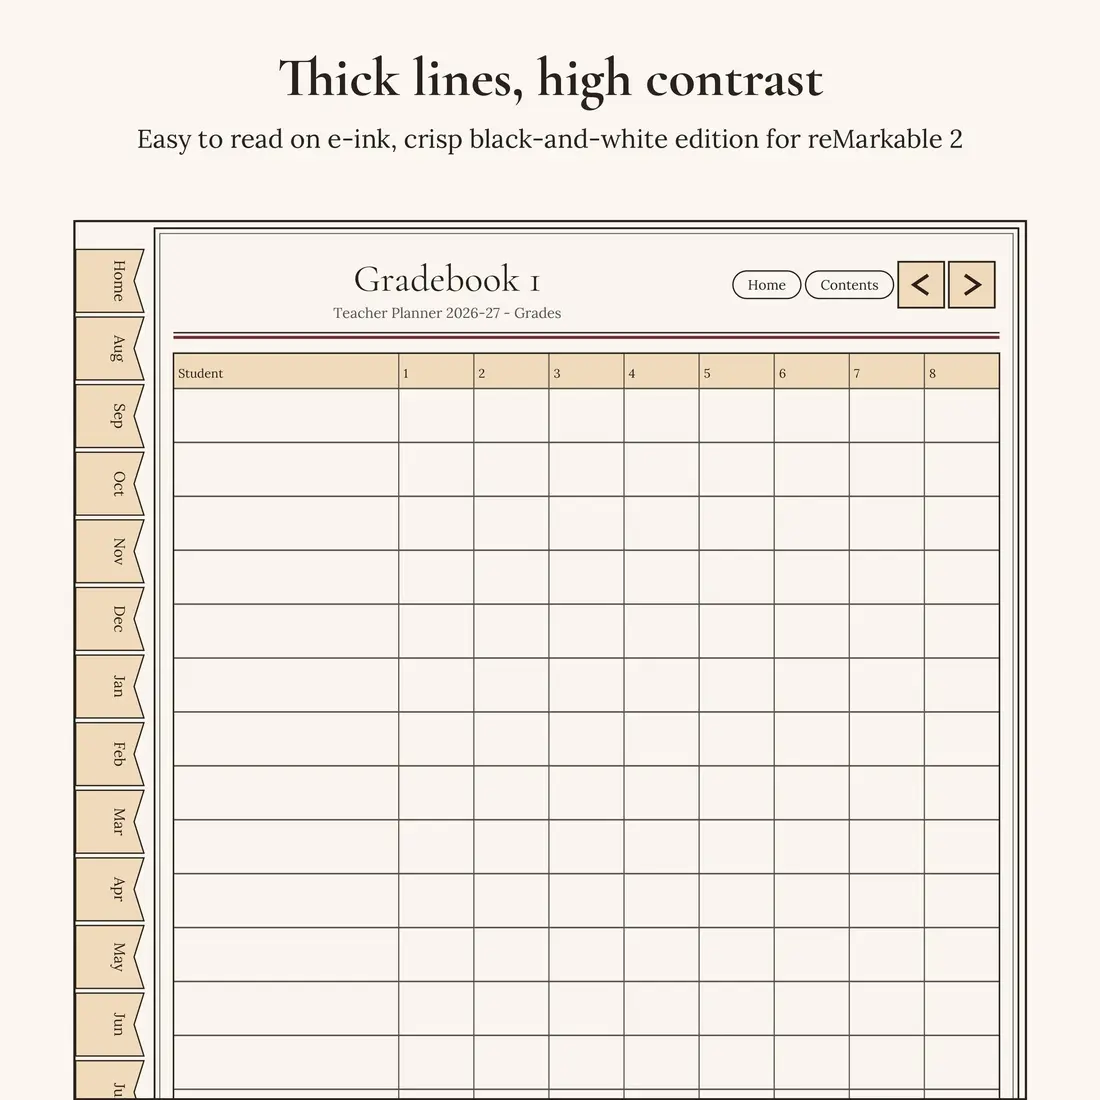 Thick lines, high contrast
Easy to read on e-ink, crisp black-and-white edition for reMarkable 2
Gradebook 1
Teacher Planner 2026-27 - Grades
Home
Contents
<
>
Student 1 2 3 4 5 6 7 8
Home
Aug
Sep
Oct
Nov
Dec
Jan
Feb
Mar
Apr
May
Jun
Ju